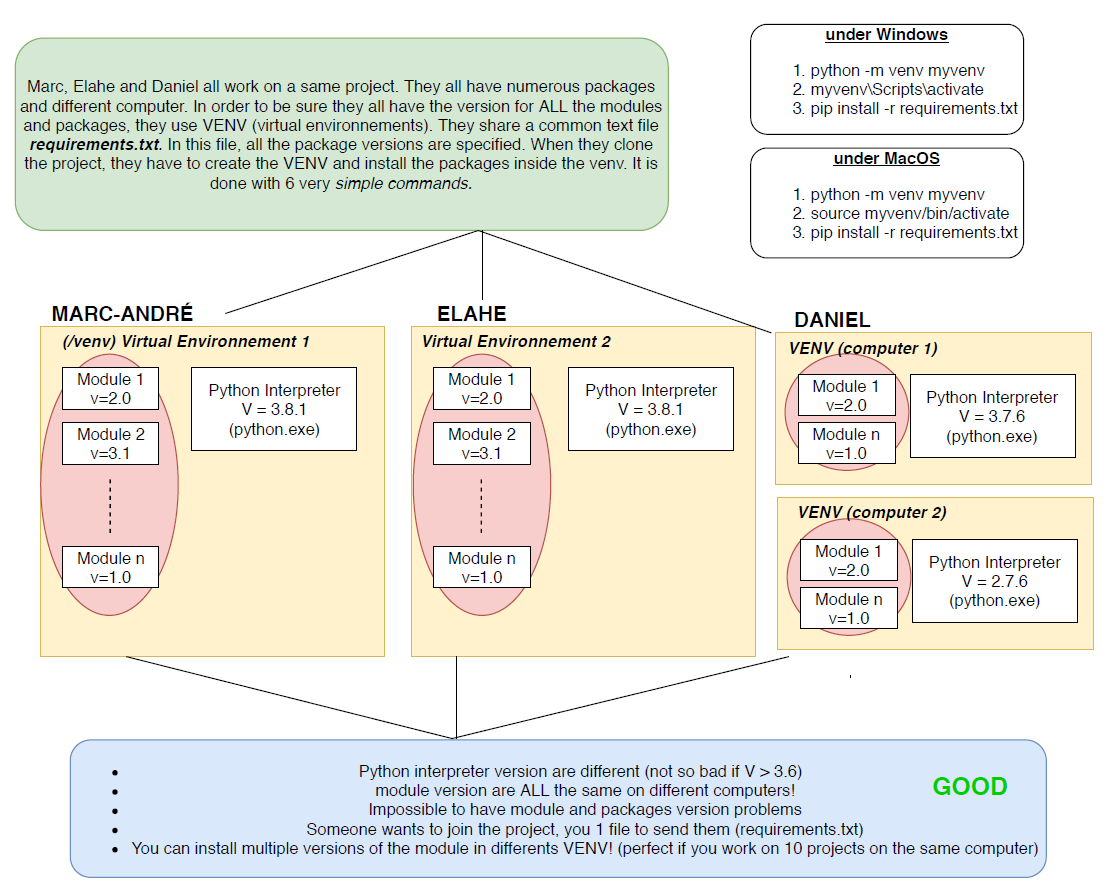 Marc, Elahe and Daniel all work on a same project. They all have numerous packages
and different computer. In order to be sure they all have the version for ALL the modules
and packages, they use VENV (virtual environnements). They share a common text file
requirements.txt. In this file, all the package versions are specified. When they clone
the project, they have to create the VENV and install the packages inside the venv. It is
done with 6 very simple commands.
under Windows
1. python -m venv myvenv
2. myvenv\Scripts\activate
3. pip install -r requirements.txt
under MacOS
1. python -m venv myvenv
2. source myvenv/bin/activate
3. pip install -r requirements.txt
MARC-ANDRÉ
(/venv) Virtual Environnement 1
Module 1
v=2.0
Module 2
v=3.1
Module n
v=1.0
Python Interpreter
V = 3.8.1
(python.exe)
ELAHE
Virtual Environnement 2
Module 1
v=2.0
Module 2
v=3.1
Module n
v=1.0
Python Interpreter
V = 3.8.1
(python.exe)
DANIEL
VENV (computer 1)
Module 1
v=2.0
Module n
v=1.0
Python Interpreter
V = 3.7.6
(python.exe)
VENV (computer 2)
Module 1
v=2.0
Module n
v=1.0
Python Interpreter
V = 2.7.6
(python.exe)
• Python interpreter version are different (not so bad if V > 3.6)
• module version are ALL the same on different computers!
• Impossible to have module and packages version problems
• Someone wants to join the project, you 1 file to send them (requirements.txt)
• You can install multiple versions of the module in differents VENV! (perfect if you work on 10 projects on the same computer)
GOOD